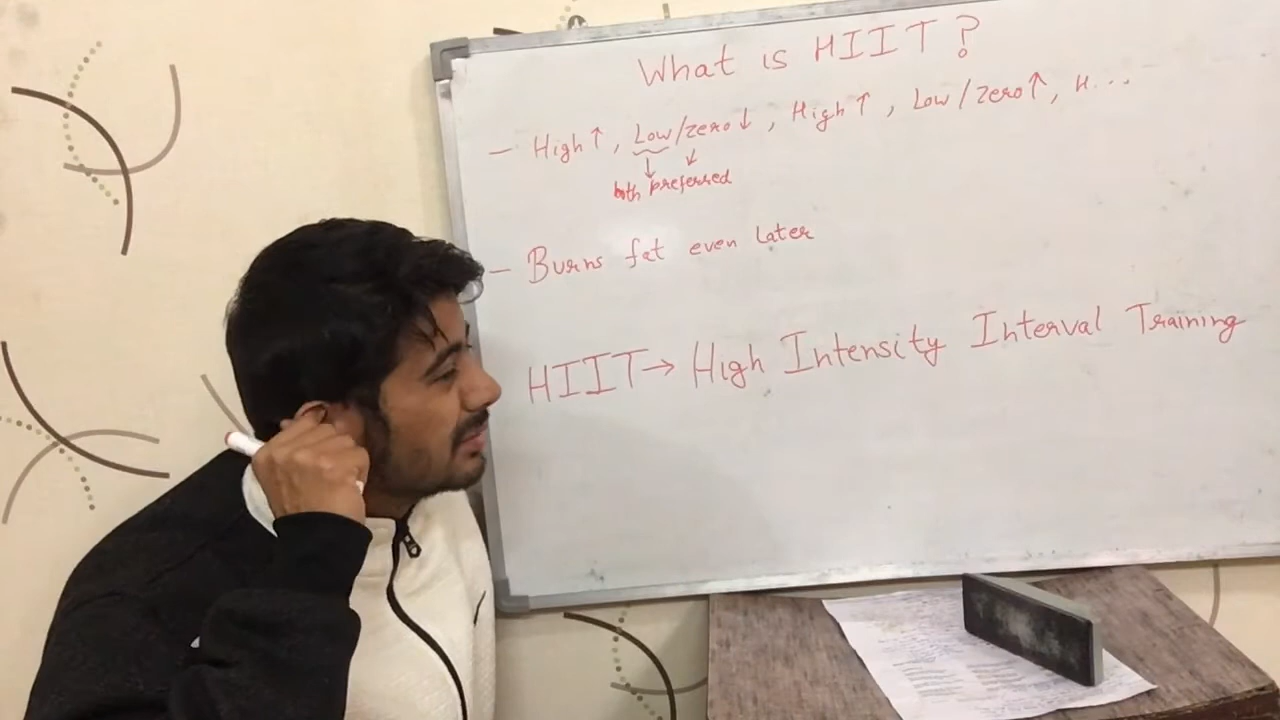 What is HIIT?
- High↑, Low/zero↓, High↑, Low/zero↑, H...
both preferred
- Burns fat even later
HIIT→ High Intensity Interval Training